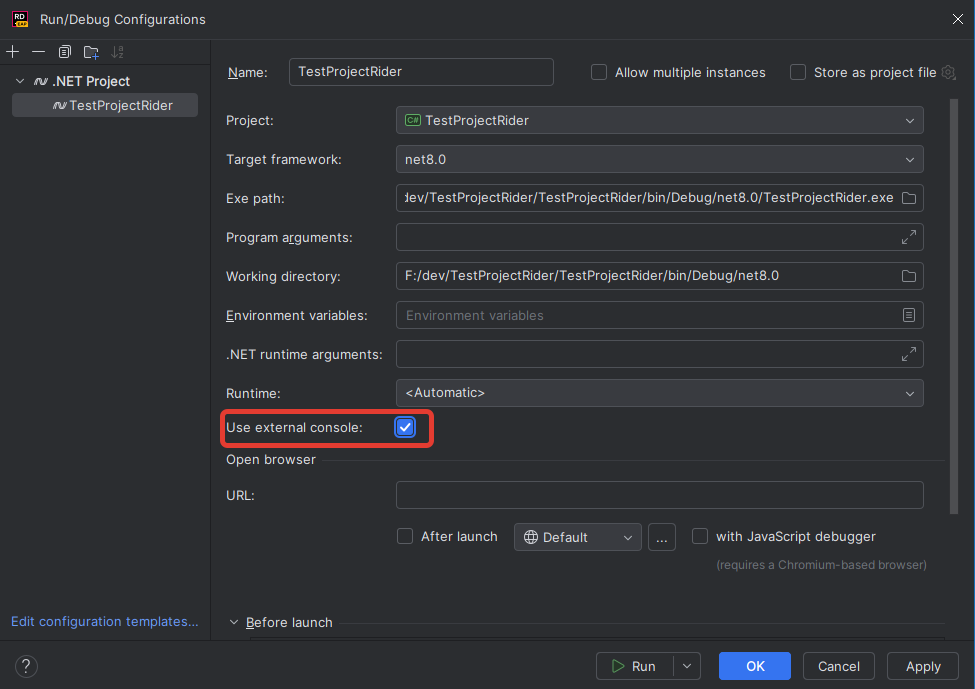 RD
EAP
Run/Debug Configurations
.NET Project
TestProjectRider
Name:
TestProjectRider
Allow multiple instances
Store as project file
Project:
C# TestProjectRider
Target framework:
net8.0
Exe path:
dev/TestProjectRider/TestProjectRider/bin/Debug/net8.0/TestProjectRider.exe
Program arguments:
Working directory:
F:/dev/TestProjectRider/TestProjectRider/bin/Debug/net8.0
Environment variables:
Environment variables
.NET runtime arguments:
Runtime:
<Automatic>
Use external console:
Open browser
URL:
After launch
Default
...
with JavaScript debugger
(requires a Chromium-based browser)
Edit configuration templates...
Before launch
?
Run
OK
Cancel
Apply